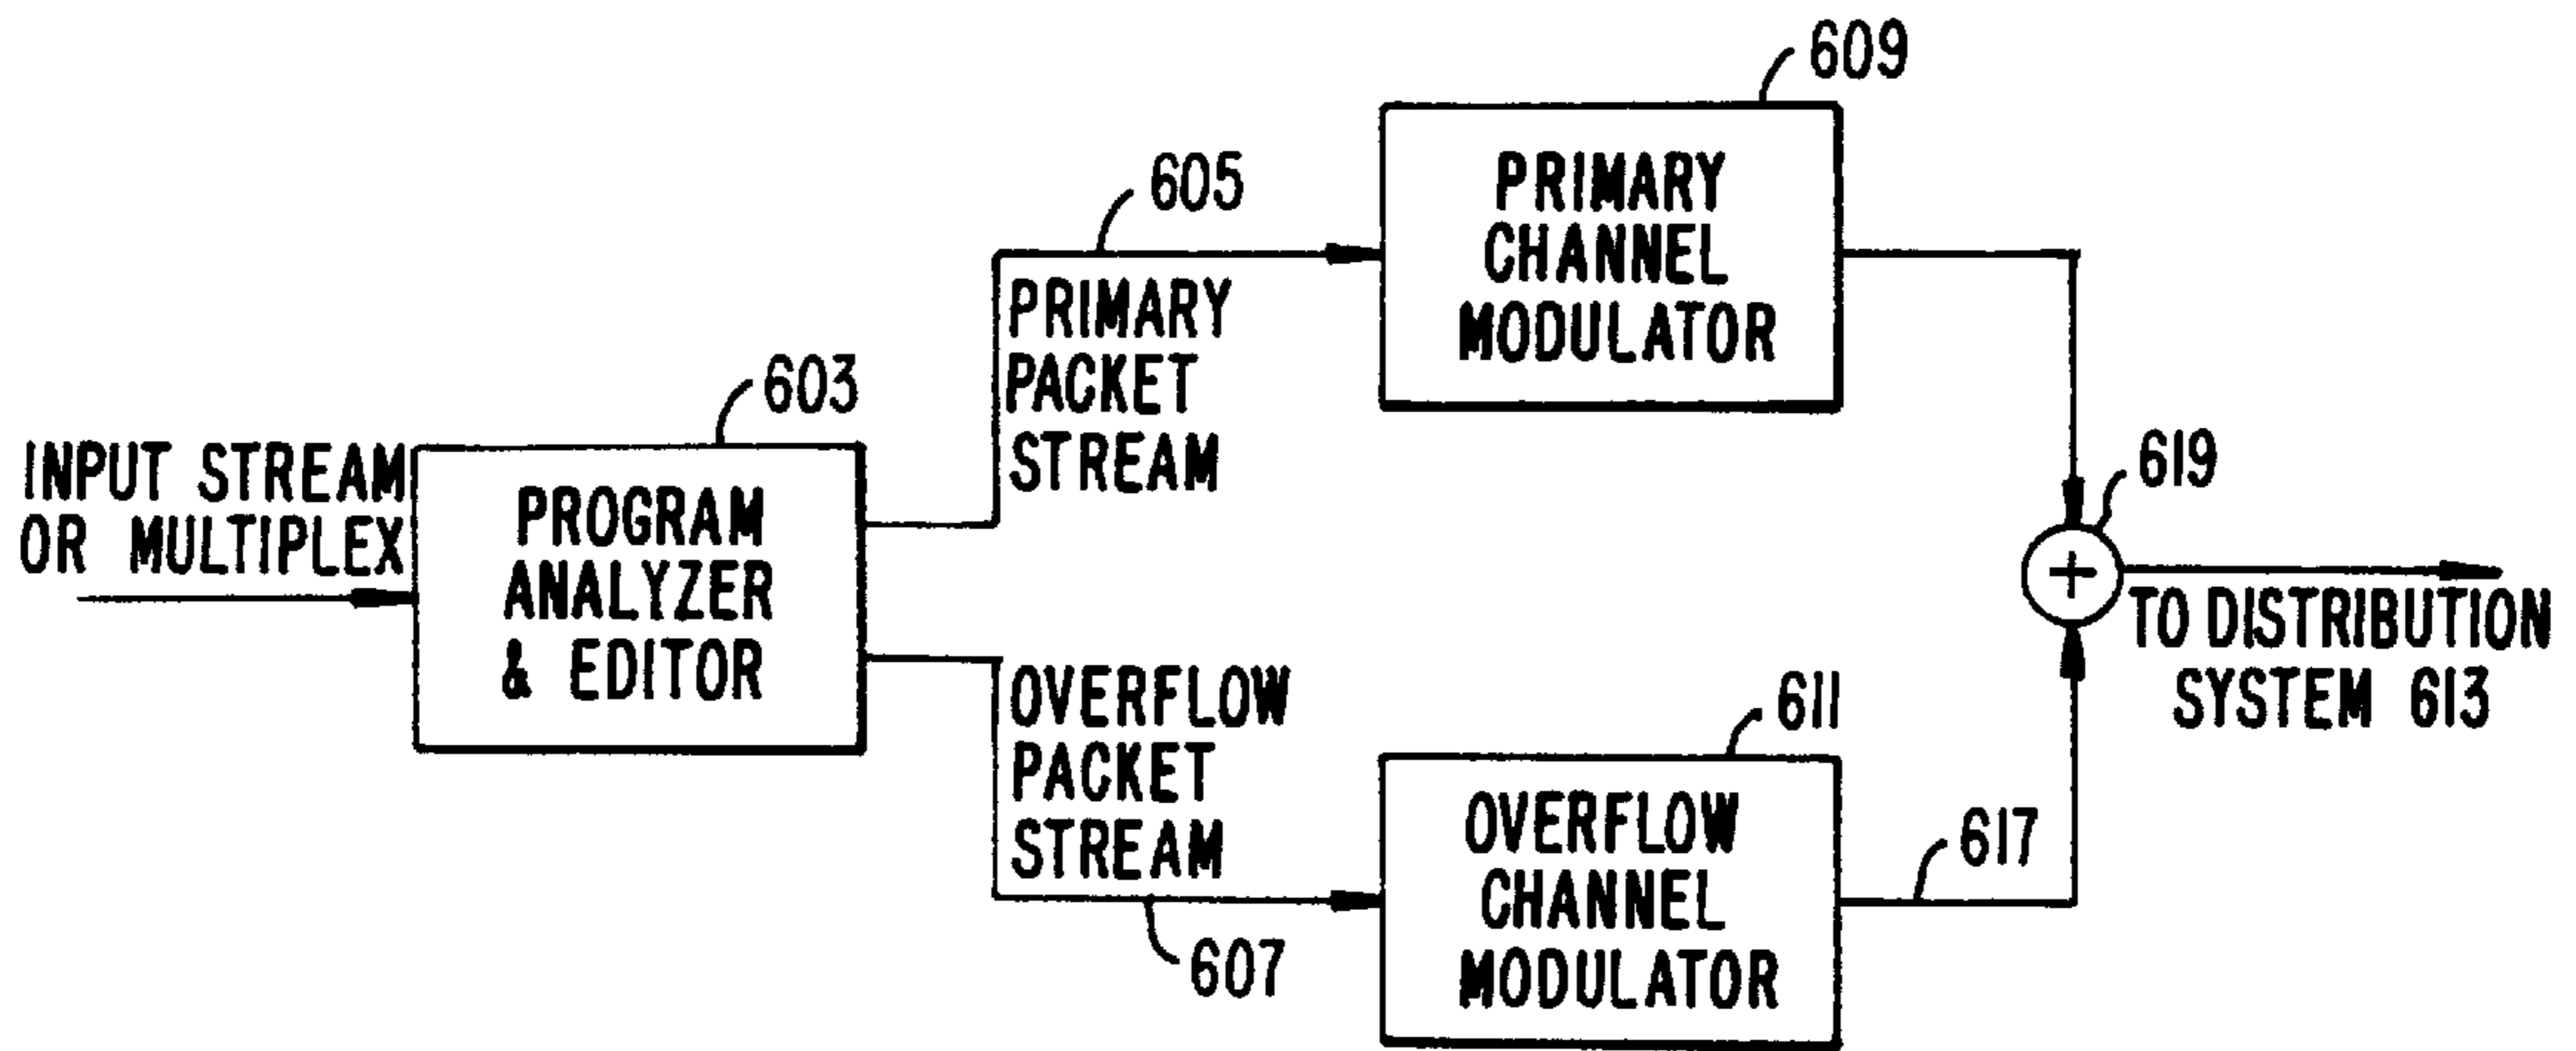 INPUT STREAM
OR MULTIPLEX
603
PROGRAM
ANALYZER
& EDITOR
605
PRIMARY
PACKET
STREAM
609
PRIMARY
CHANNEL
MODULATOR
OVERFLOW
PACKET
STREAM
607
611
OVERFLOW
CHANNEL
MODULATOR
617
619
+
TO DISTRIBUTION
SYSTEM 613